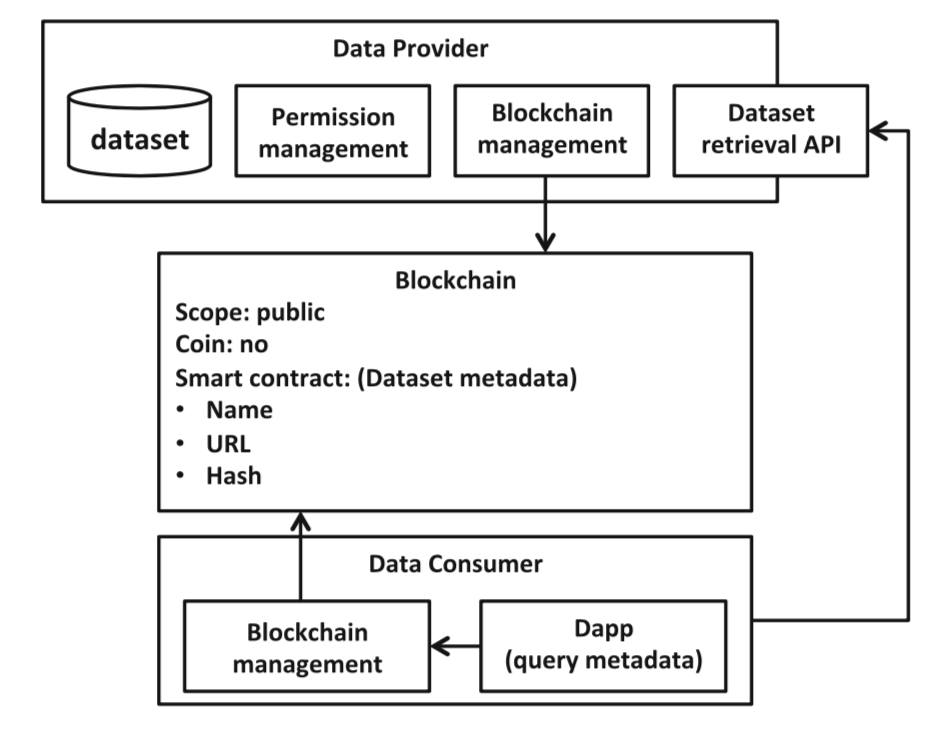 Data Provider
dataset
Permission
management
Blockchain
management
Dataset
retrieval API
Blockchain
Scope: public
Coin: no
Smart contract: (Dataset metadata)
• Name
• URL
• Hash
Data Consumer
Blockchain
management
Dapp
(query metadata)